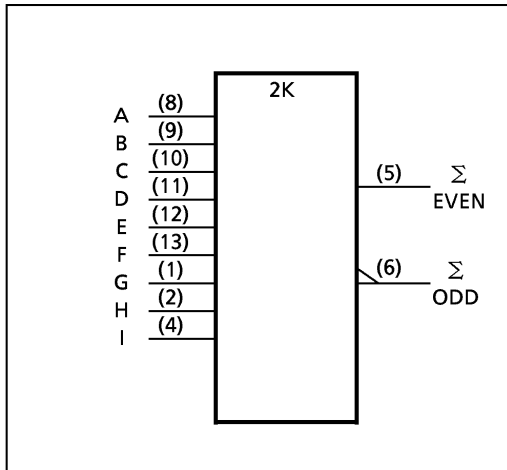 2K
A (8)
B (9)
C (10)
D (11)
E (12)
F (13)
G (1)
H (2)
I (4)
(5) Σ
EVEN
(6) Σ
ODD